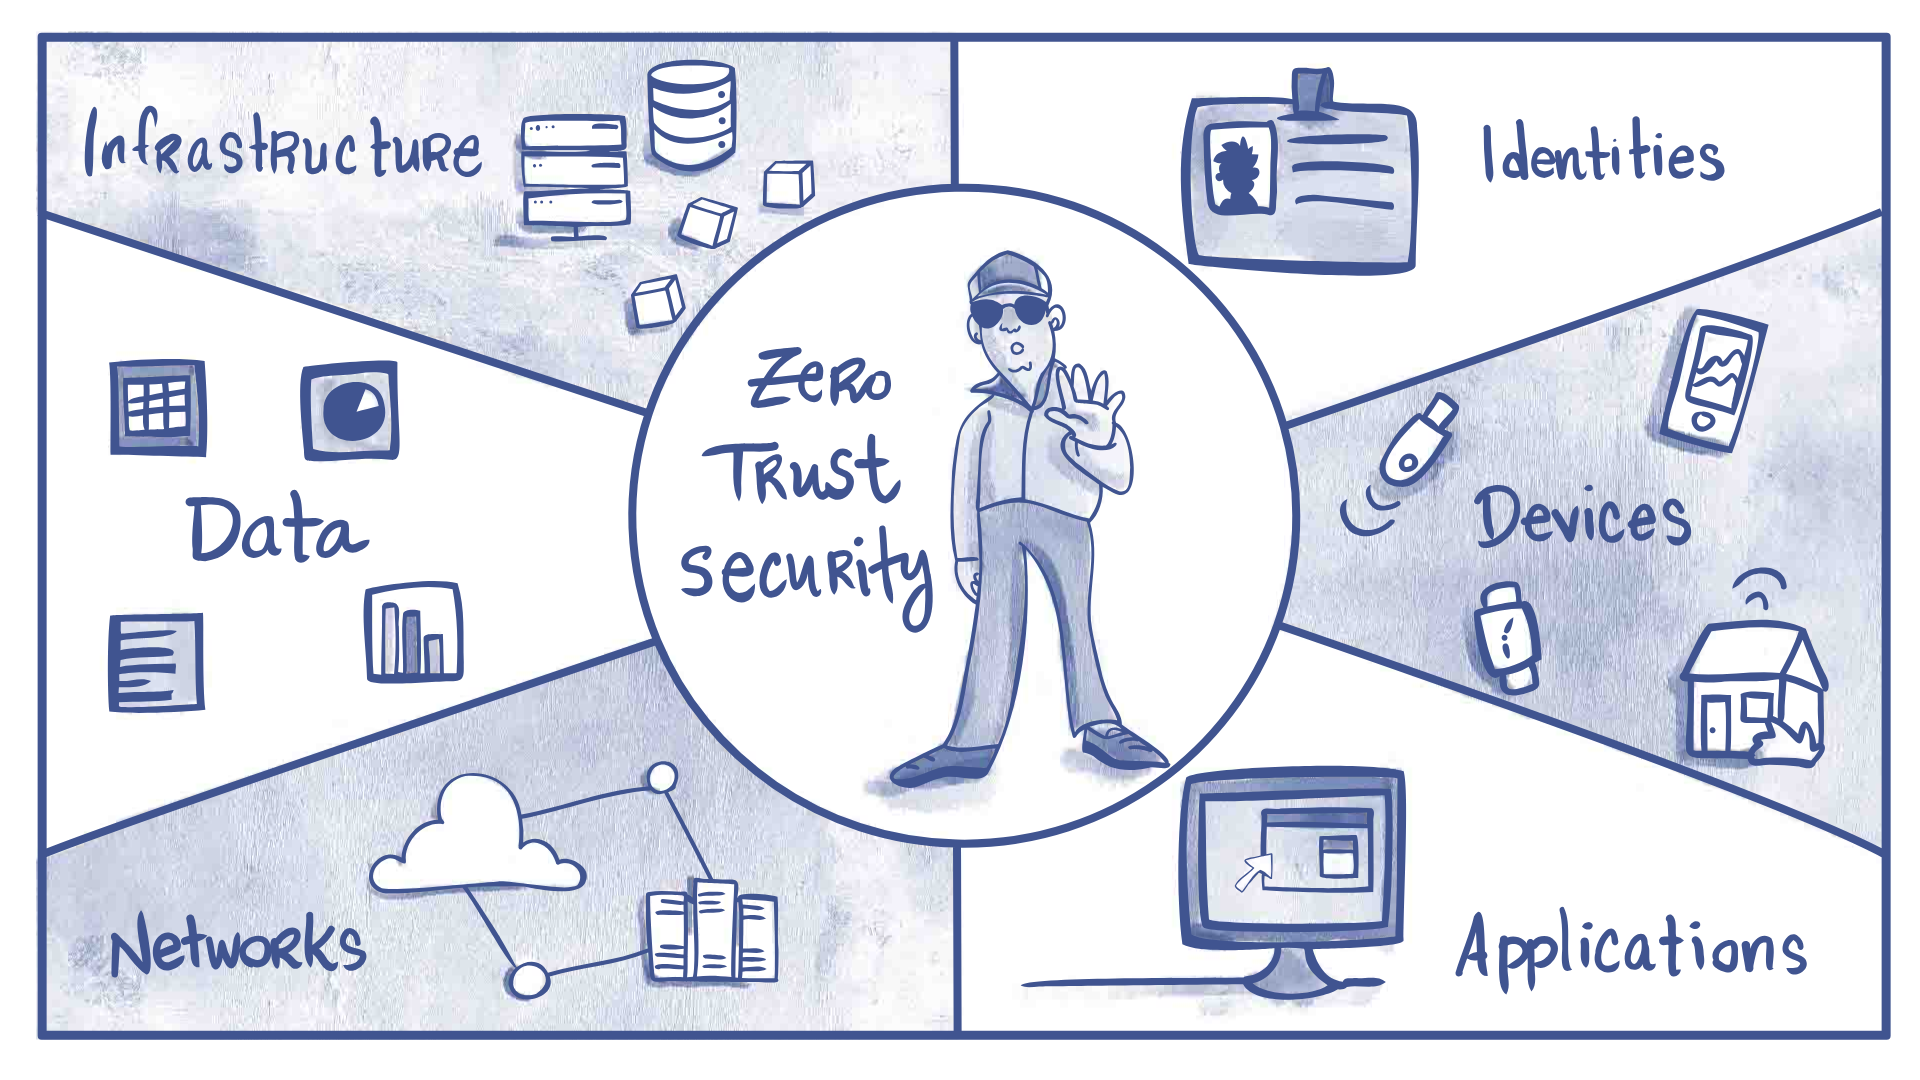 Infrastructure
Identities
Zero
Trust
security
Data
Devices
Networks
Applications